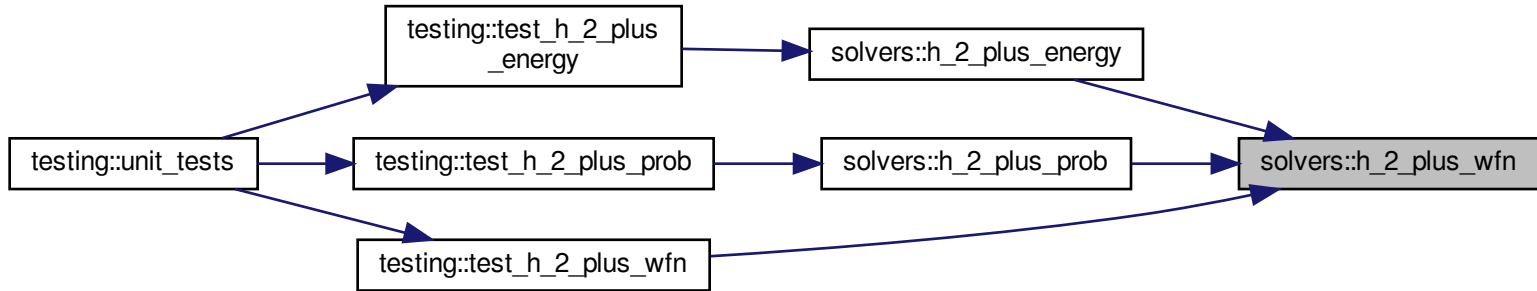 testing::test_h_2_plus
_energy
solvers::h_2_plus_energy
testing::unit_tests
testing::test_h_2_plus_prob
solvers::h_2_plus_prob
solvers::h_2_plus_wfn
testing::test_h_2_plus_wfn